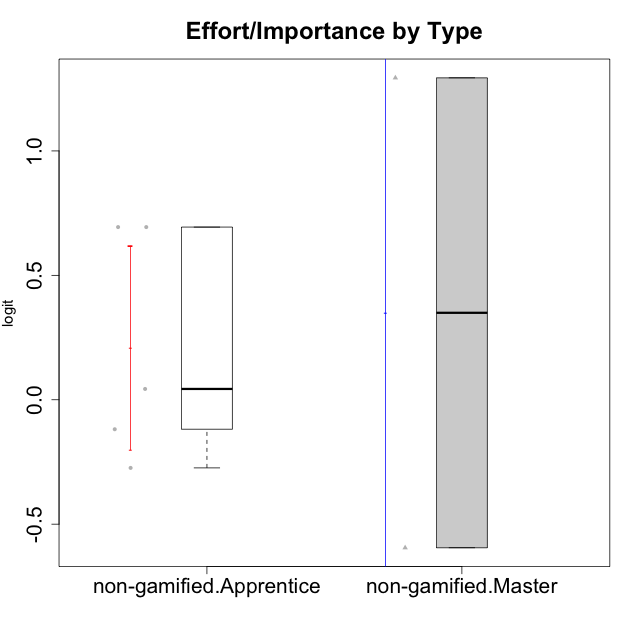 Effort/Importance by Type
logit
1.0
0.5
0.0
-0.5
non-gamified.Apprentice
non-gamified.Master